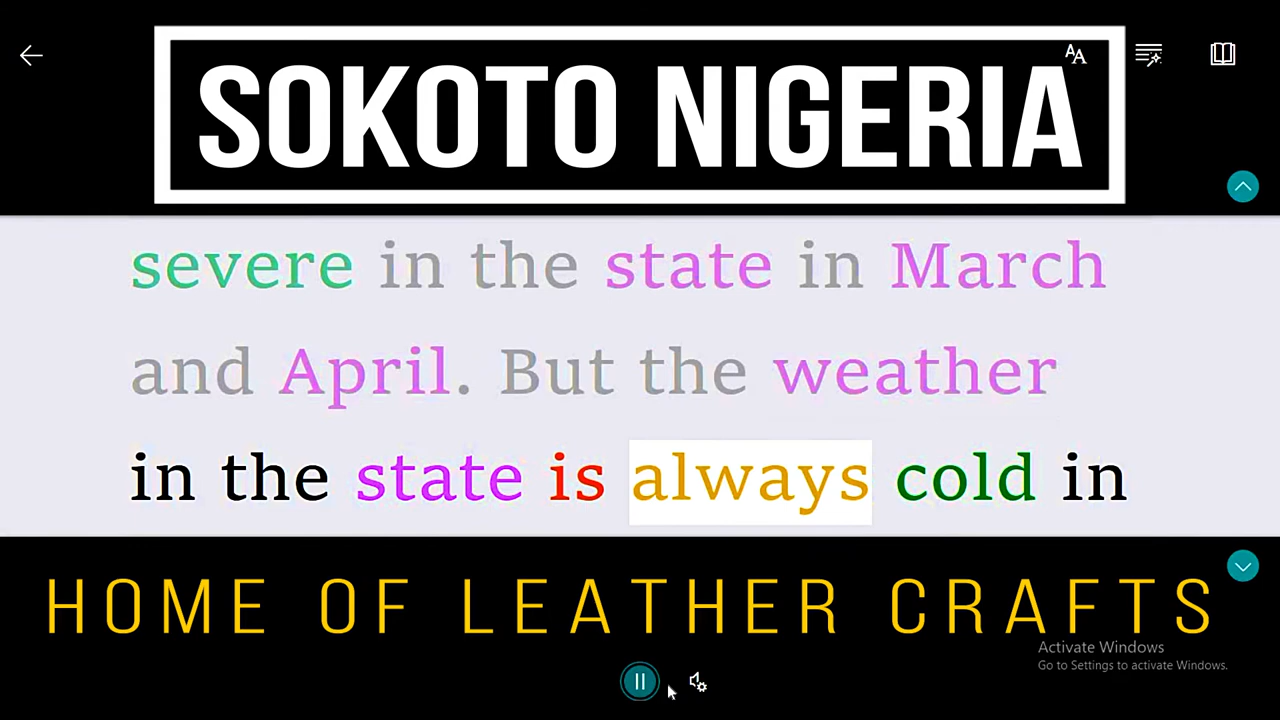 SOKOTO NIGERIA
severe in the state in March
and April. But the weather
in the state is always cold in
HOME OF LEATHER CRAFTS
Activate Windows
Go to Settings to activate Windows.